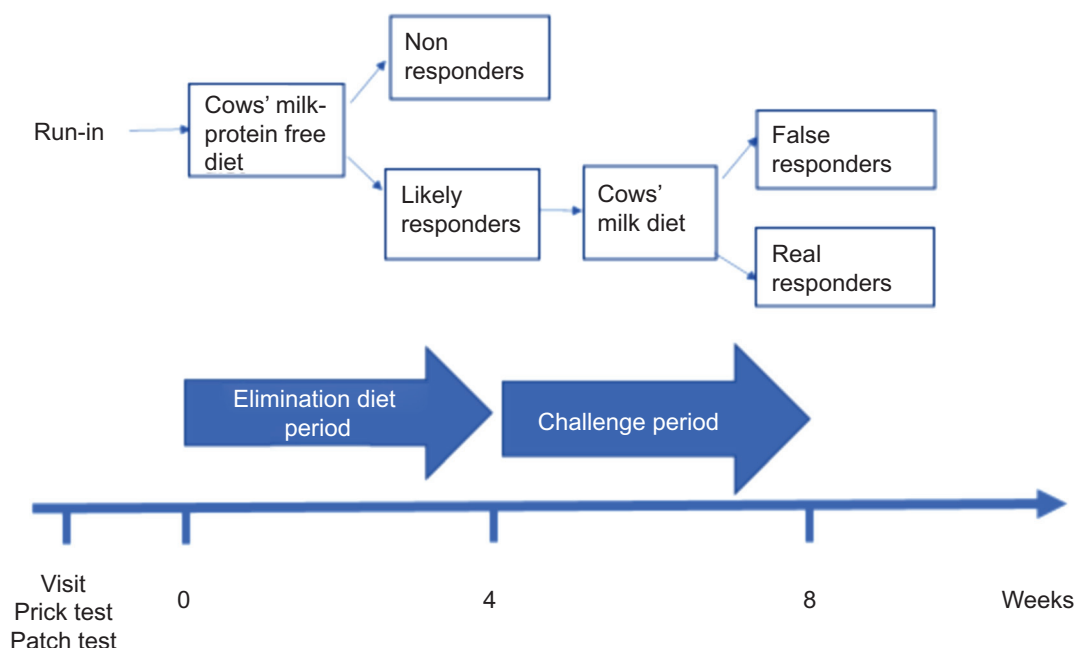 Non
responders
Run-in
Cows' milk-
protein free
diet
False
responders
Likely
responders
Cows'
milk diet
Real
responders
Elimination diet
period
Challenge period
Visit
Prick test
Patch test
0
4
8
Weeks